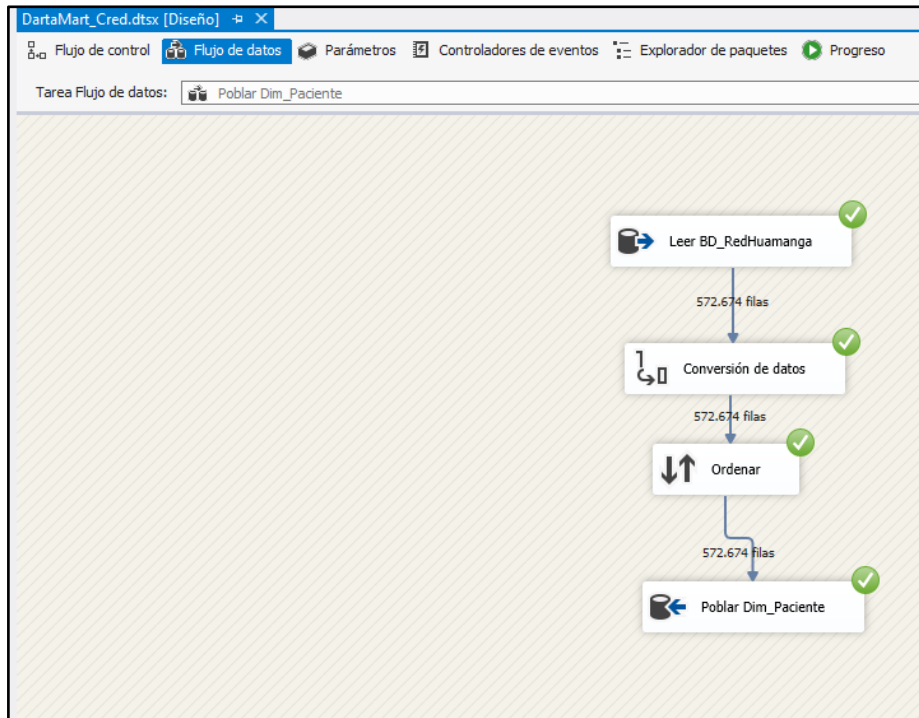 DartaMart_Cred.dtsx [Diseño]
Flujo de control Flujo de datos Parámetros Controladores de eventos Explorador de paquetes Progreso
Tarea Flujo de datos: Poblar Dim_Paciente
Leer BD_RedHuamanga
572.674 filas
Conversión de datos
572.674 filas
Ordenar
572.674 filas
Poblar Dim_Paciente